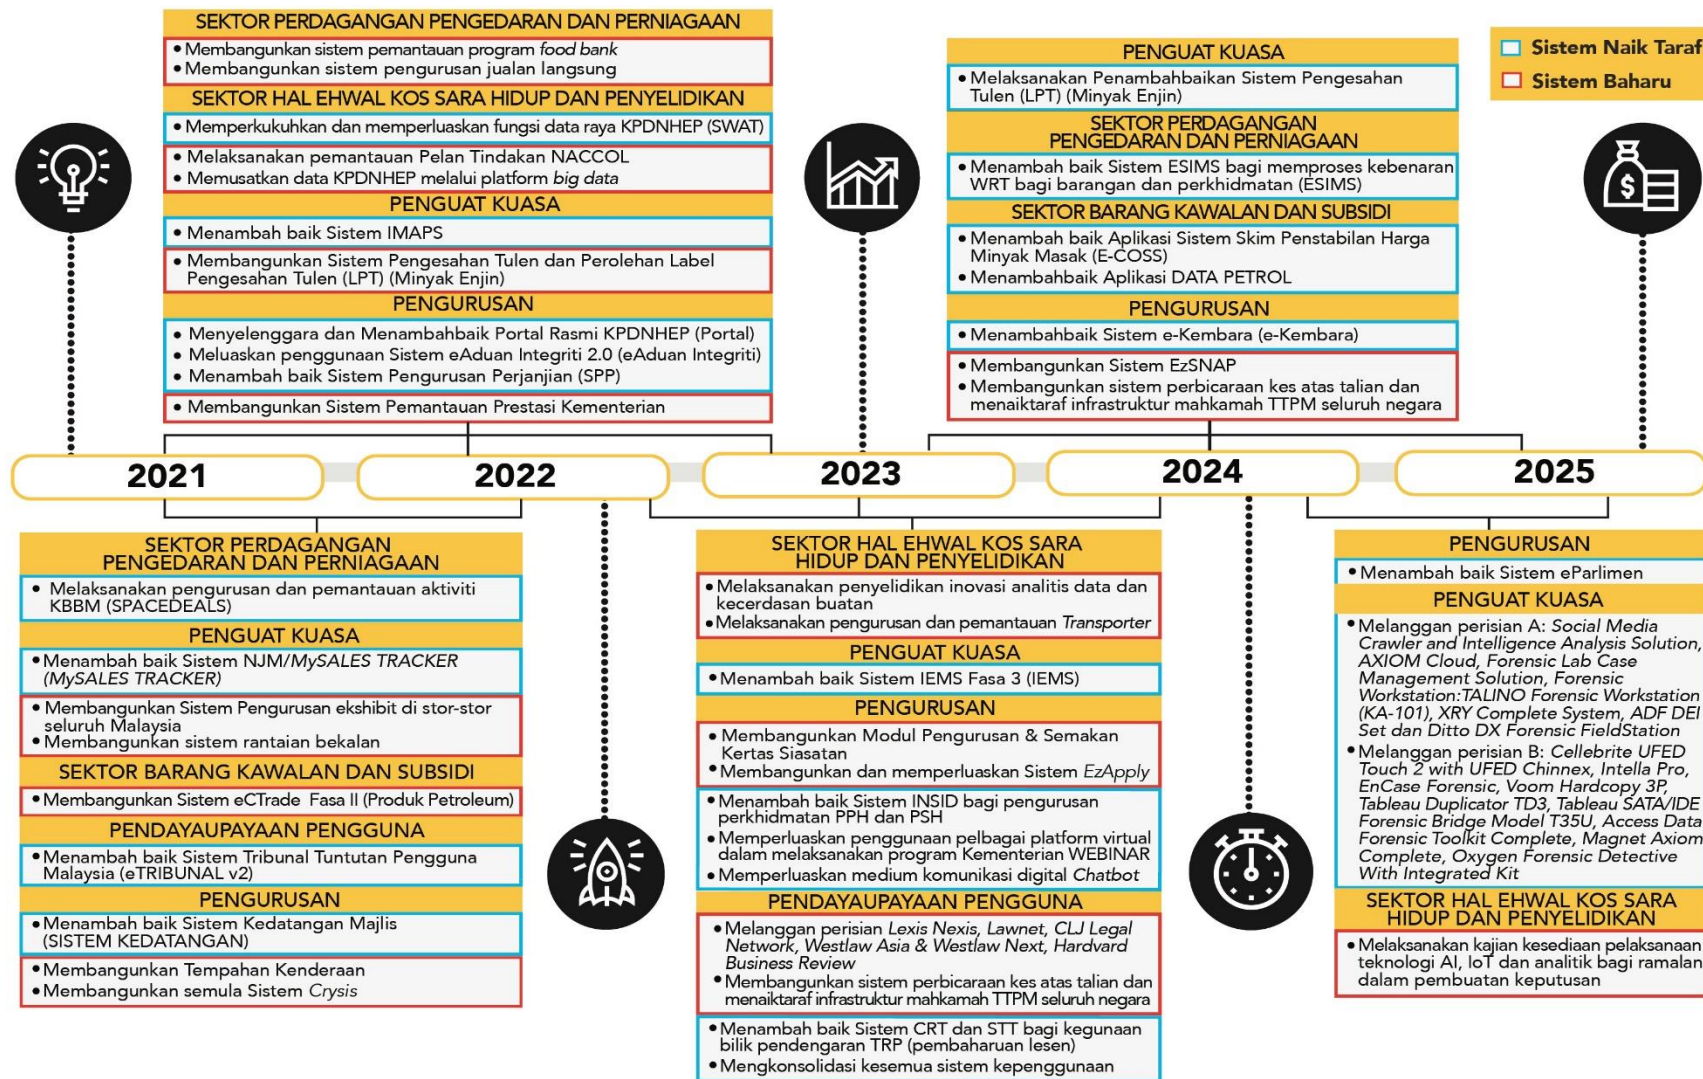 SEKTOR PERDAGANGAN PENGEDARAN DAN PERNIAGAAN
• Membangunkan sistem pemantauan program food bank
• Membangunkan sistem pengurusan jualan langsung
SEKTOR HAL EHWAL KOS SARA HIDUP DAN PENYELIDIKAN
• Memperkukuhkan dan memperluaskan fungsi data raya KPDNHEP (SWAT)
• Melaksanakan pemantauan Pelan Tindakan NACCOL
• Memusatkan data KPDNHEP melalui platform big data
PENGUAT KUASA
• Menambah baik Sistem IMAPS
• Membangunkan Sistem Pengesahan Tulen dan Perolehan Label
Pengesahan Tulen (LPT) (Minyak Enjin)
PENGURUSAN
• Menyelenggara dan Menambahbaik Portal Rasmi KPDNHEP (Portal)
• Meluaskan penggunaan Sistem eAduan Integriti 2.0 (eAduan Integriti)
• Menambah baik Sistem Pengurusan Perjanjian (SPP)
• Membangunkan Sistem Pemantauan Prestasi Kementerian
PENGUAT KUASA
• Melaksanakan Penambahbaikan Sistem Pengesahan
Tulen (LPT) (Minyak Enjin)
SEKTOR PERDAGANGAN
PENGEDARAN DAN PERNIAGAAN
• Menambah baik Sistem ESIMS bagi memproses kebenaran
WRT bagi barangan dan perkhidmatan (ESIMS)
SEKTOR BARANG KAWALAN DAN SUBSIDI
• Menambah baik Aplikasi Sistem Skim Penstabilan Harga
Minyak Masak (E-COSS)
• Menambahbaik Aplikasi DATA PETROL
PENGURUSAN
• Menambahbaik Sistem e-Kembara (e-Kembara)
• Membangunkan Sistem EzSNAP
• Membangunkan sistem perbicaraan kes atas talian dan
menaiktaraf infrastruktur mahkamah TTPM seluruh negara
Sistem Naik Taraf
Sistem Baharu
2021
2022
2023
2024
2025
SEKTOR PERDAGANGAN
PENGEDARAN DAN PERNIAGAAN
• Melaksanakan pengurusan dan pemantauan aktiviti
KBBM (SPACEDEALS)
PENGUAT KUASA
• Menambah baik Sistem NJM/MySALES TRACKER
(MySALES TRACKER)
• Membangunkan Sistem Pengurusan ekshibit di stor-stor
seluruh Malaysia
• Membangunkan sistem rantaian bekalan
SEKTOR BARANG KAWALAN DAN SUBSIDI
• Membangunkan Sistem eCTrade Fasa II (Produk Petroleum)
PENDAYAUPAYAAN PENGGUNA
• Menambah baik Sistem Tribunal Tuntutan Pengguna
Malaysia (eTRIBUNAL v2)
PENGURUSAN
• Menambah baik Sistem Kedatangan Majlis
(SISTEM KEDATANGAN)
• Membangunkan Tempahan Kenderaan
• Membangunkan semula Sistem Crysis
SEKTOR HAL EHWAL KOS SARA
HIDUP DAN PENYELIDIKAN
• Melaksanakan penyelidikan inovasi analitis data dan
kecerdasan buatan
• Melaksanakan pengurusan dan pemantauan Transporter
PENGUAT KUASA
• Menambah baik Sistem IEMS Fasa 3 (IEMS)
PENGURUSAN
• Membangunkan Modul Pengurusan & Semakan
Kertas Siasatan
• Membangunkan dan memperluaskan Sistem EzApply
• Menambah baik Sistem INSID bagi pengurusan
perkhidmatan PPH dan PSH
• Memperluaskan penggunaan pelbagai platform virtual
dalam melaksanakan program Kementerian WEBINAR
• Memperluaskan medium komunikasi digital Chatbot
PENDAYAUPAYAAN PENGGUNA
• Melanggan perisian Lexis Nexis, Lawnet, CLJ Legal
Network, Westlaw Asia & Westlaw Next, Hardvard
Business Review
• Membangunkan sistem perbicaraan kes atas talian dan
menaiktaraf infrastruktur mahkamah TTPM seluruh negara
• Menambah baik Sistem CRT dan STT bagi kegunaan
bilik pendengaran TRP (pembaharuan lesen)
• Mengkonsolidasi kesemua sistem kepenggunaan
PENGURUSAN
• Menambah baik Sistem eParlimen
PENGUAT KUASA
• Melanggan perisian A: Social Media
Crawler and Intelligence Analysis Solution,
AXIOM Cloud, Forensic Lab Case
Management Solution, Forensic
Workstation:TALINO Forensic Workstation
(KA-101), XRY Complete System, ADF DEI
Set dan Ditto DX Forensic FieldStation
• Melanggan perisian B: Cellebrite UFED
Touch 2 with UFED Chinnex, Intella Pro,
EnCase Forensic, Voom Hardcopy 3P,
Tableau Duplicator TD3, Tableau SATA/IDE
Forensic Bridge Model T35U, Access Data
Forensic Toolkit Complete, Magnet Axiom
Complete, Oxygen Forensic Detective
With Integrated Kit
SEKTOR HAL EHWAL KOS SARA
HIDUP DAN PENYELIDIKAN
• Melaksanakan kajian kesediaan pelaksanaan
teknologi AI, IoT dan analitik bagi ramalan
dalam pembuatan keputusan